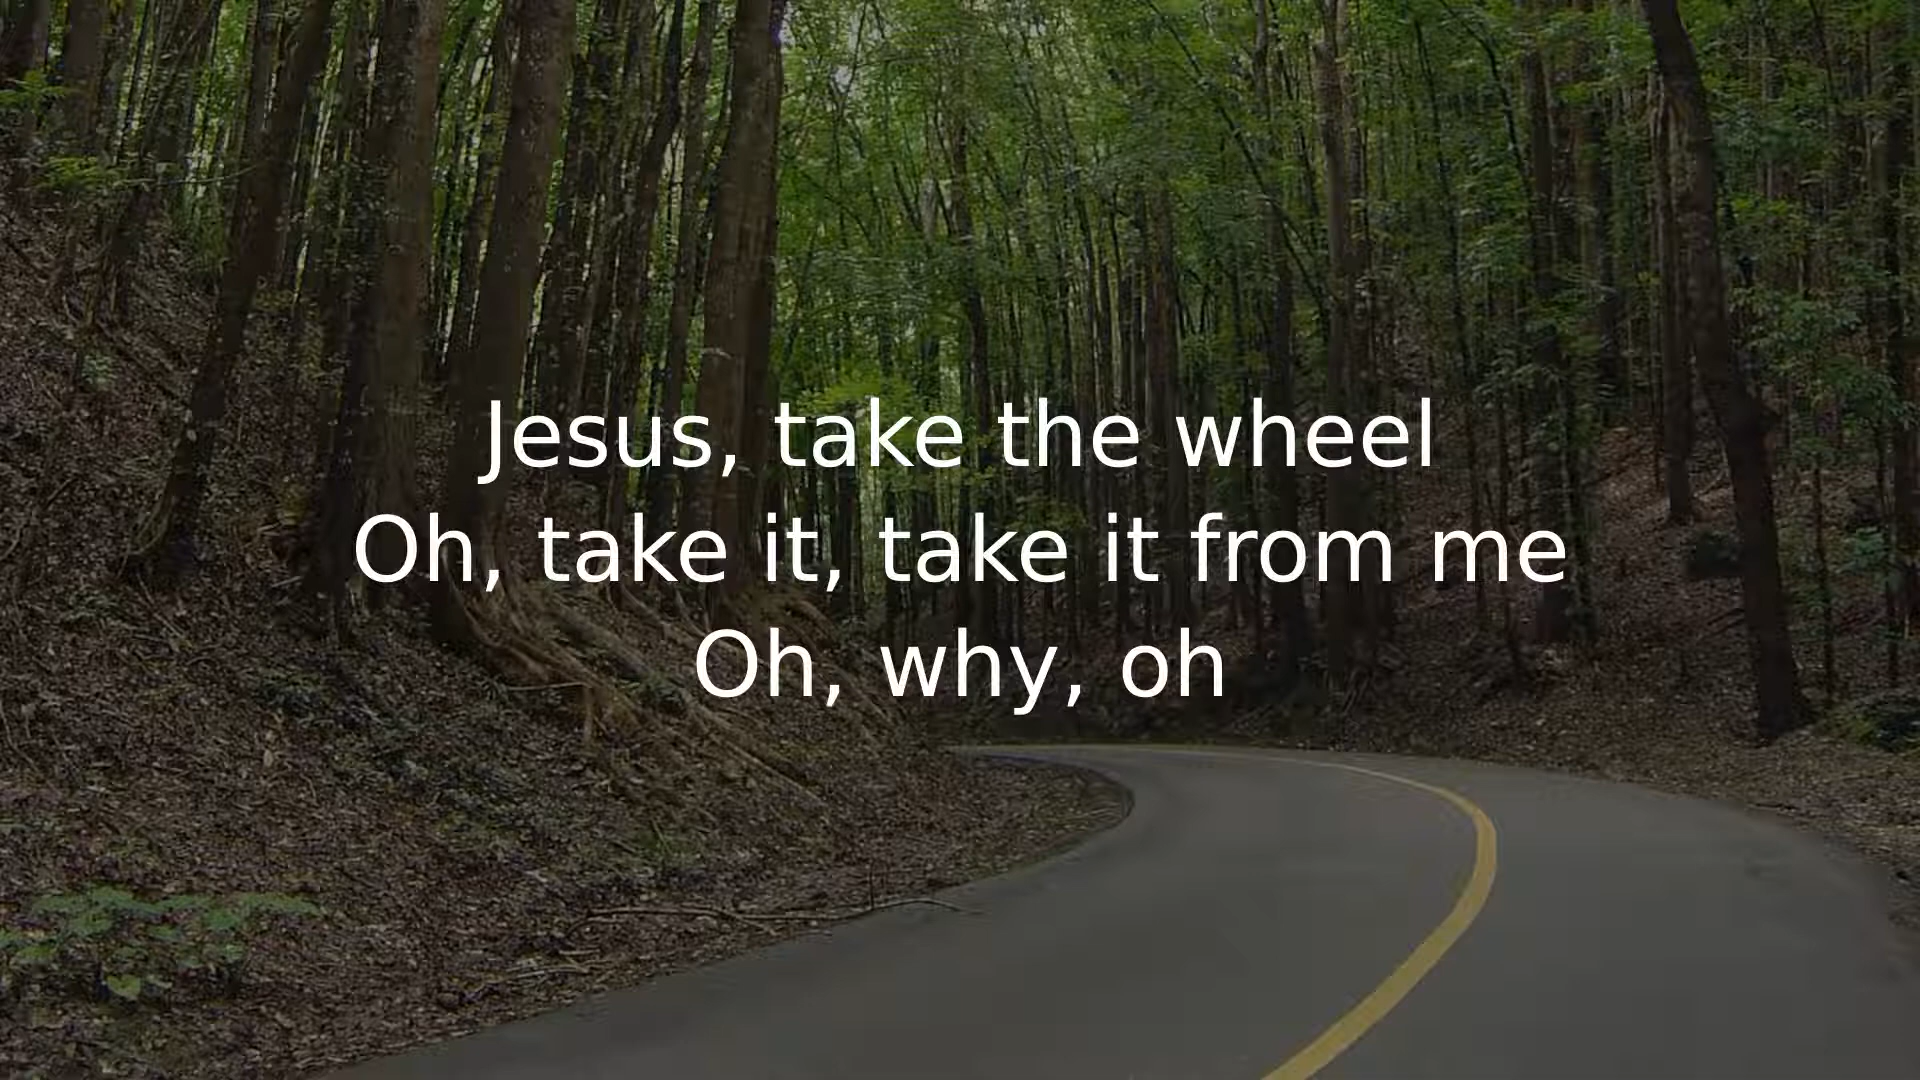 Jesus, take the wheel
Oh, take it, take it from me
Oh, why, oh